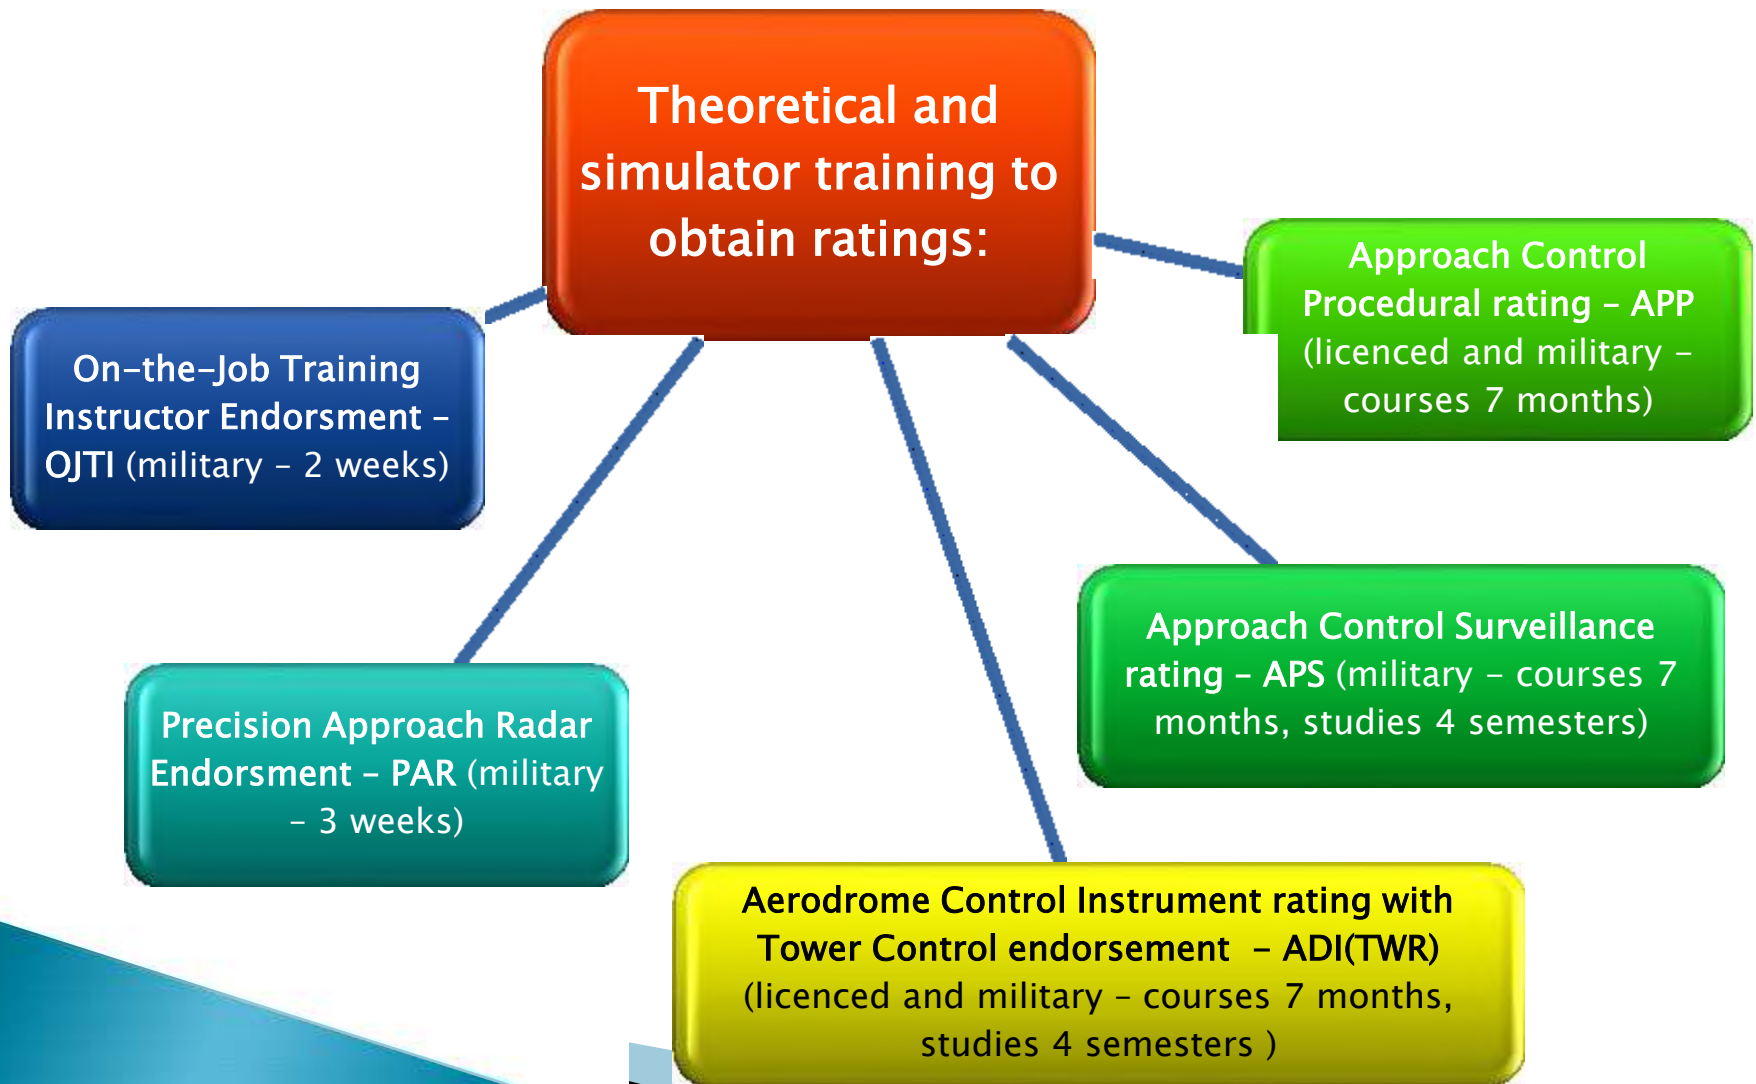 Theoretical and
simulator training to
obtain ratings:
Approach Control
Procedural rating – APP
(licenced and military –
courses 7 months)
On-the-Job Training
Instructor Endorsment –
OJTI (military – 2 weeks)
Approach Control Surveillance
rating – APS (military – courses 7
months, studies 4 semesters)
Precision Approach Radar
Endorsment – PAR (military
– 3 weeks)
Aerodrome Control Instrument rating with
Tower Control endorsement – ADI(TWR)
(licenced and military – courses 7 months,
studies 4 semesters )